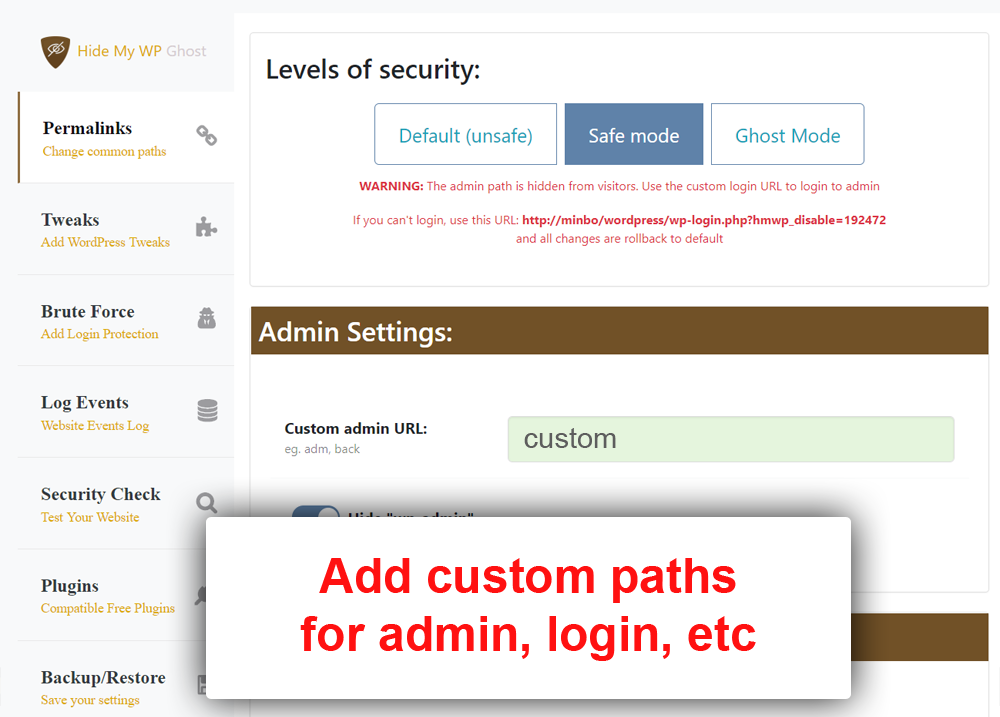 Hide My WP Ghost
Permalinks
Change common paths
Tweaks
Add WordPress Tweaks
Brute Force
Add Login Protection
Log Events
Website Events Log
Security Check
Test Your Website
Plugins
Compatible Free Plugins
Backup/Restore
Save your settings
Levels of security:
Default (unsafe) Safe mode Ghost Mode
WARNING: The admin path is hidden from visitors. Use the custom login URL to login to admin
If you can't login, use this URL: http://minbo/wordpress/wp-login.php?hmwp_disable=192472
and all changes are rollback to default
Admin Settings:
Custom admin URL:
eg. adm, back
custom
Hide "wp-admin"
Add custom paths
for admin, login, etc